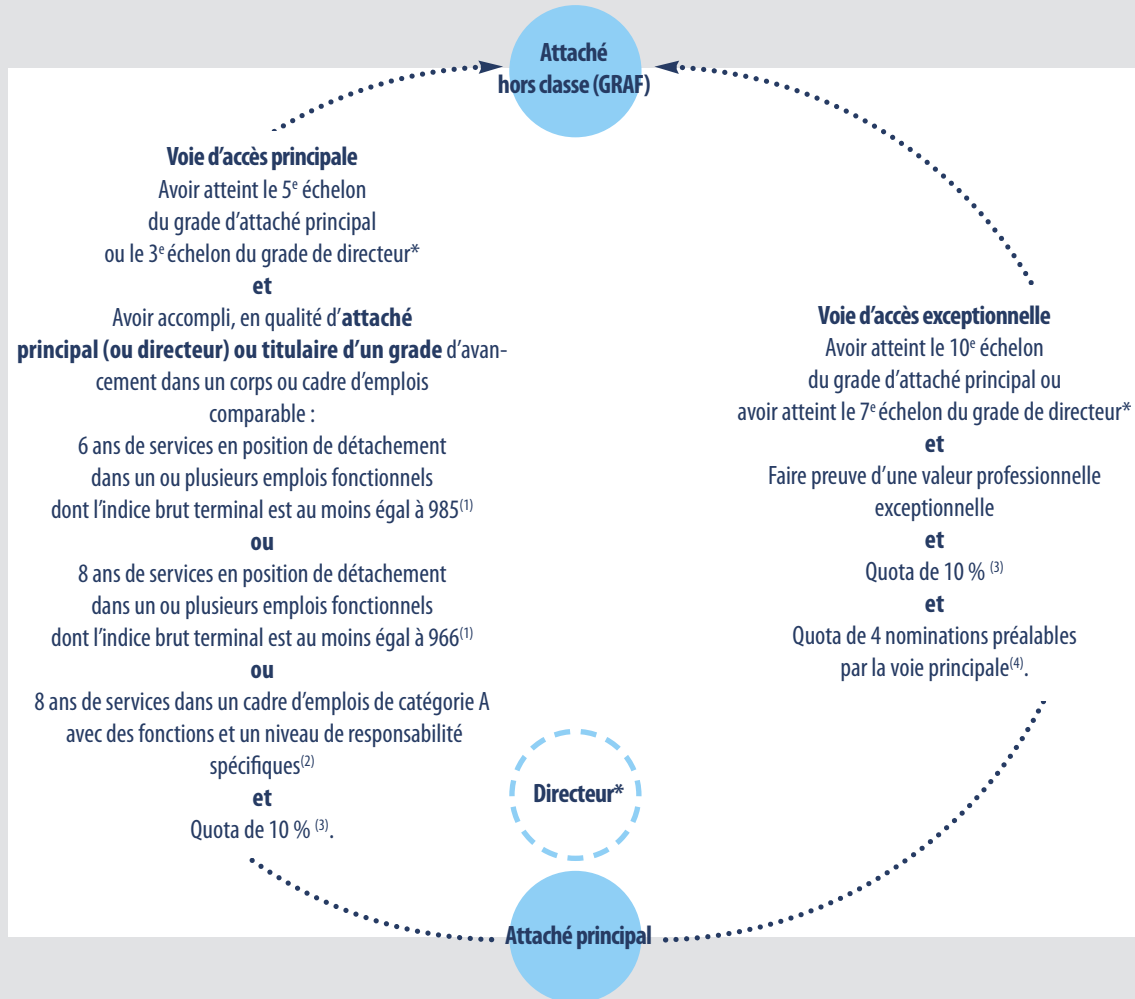 Attaché
hors classe (GRAF)
Voie d'accès principale
Avoir atteint le 5e échelon
du grade d'attaché principal
ou le 3e échelon du grade de directeur*
et
Avoir accompli, en qualité d'attaché
principal (ou directeur) ou titulaire d'un grade d'avan-
cement dans un corps ou cadre d'emplois
comparable :
6 ans de services en position de détachement
dans un ou plusieurs emplois fonctionnels
dont l'indice brut terminal est au moins égal à 985(1)
ou
8 ans de services en position de détachement
dans un ou plusieurs emplois fonctionnels
dont l'indice brut terminal est au moins égal à 966(1)
ou
8 ans de services dans un cadre d'emplois de catégorie A
avec des fonctions et un niveau de responsabilité
spécifiques(2)
et
Quota de 10 % (3).
Voie d'accès exceptionnelle
Avoir atteint le 10e échelon
du grade d'attaché principal ou
avoir atteint le 7e échelon du grade de directeur*
et
Faire preuve d'une valeur professionnelle
exceptionnelle
et
Quota de 10 % (3)
et
Quota de 4 nominations préalables
par la voie principale(4).
Directeur*
Attaché principal